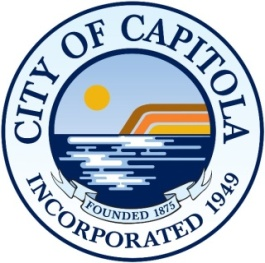 CITY OF CAPITOLA
FOUNDED 1875
INCORPORATED 1949